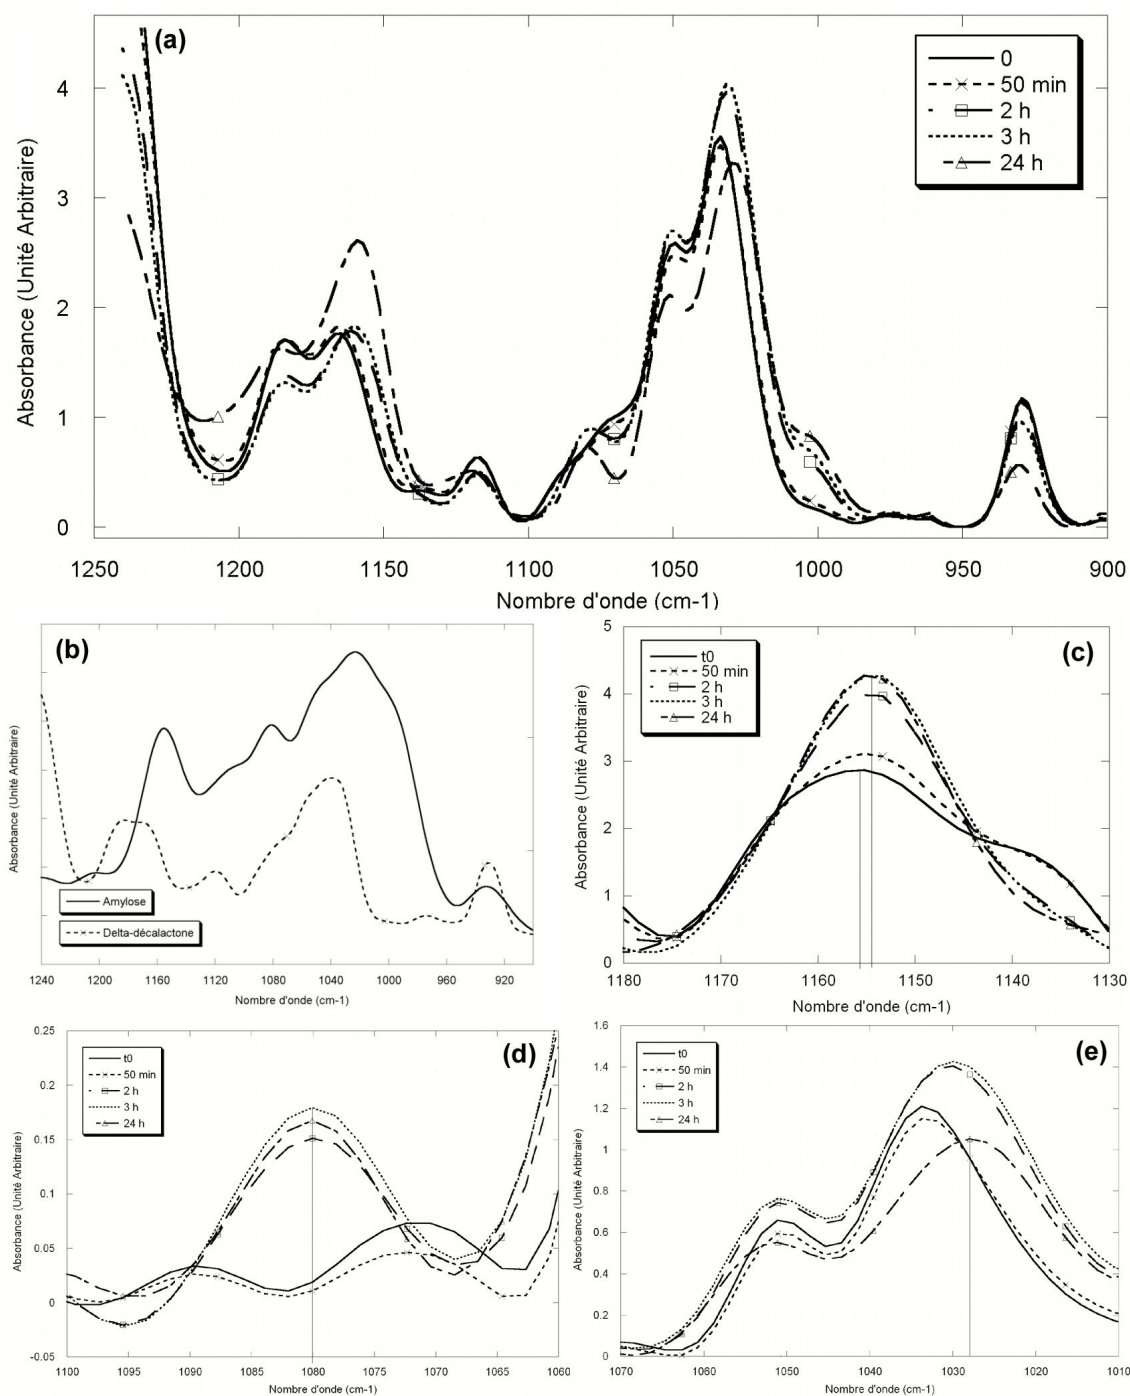 (a)
Absorbance (Unité Arbitraire)
4
3
2
1
0
0
50 min
2 h
3 h
24 h
1250 1200 1150 1100 1050 1000 950 900
Nombre d'onde (cm-1)
(b)
Absorbance (Unité Arbitraire)
Amylose
Delta-décalactone
1240 1200 1160 1120 1080 1040 1000 960 920
Nombre d'onde (cm-1)
(c)
Absorbance (Unité Arbitraire)
5
4
3
2
1
0
t0
50 min
2 h
3 h
24 h
1180 1170 1160 1150 1140 1130
Nombre d'onde (cm-1)
(d)
Absorbance (Unité Arbitraire)
0.25
0.2
0.15
0.1
0.05
0
-0.05
t0
50 min
2 h
3 h
24 h
1100 1095 1090 1085 1080 1075 1070 1065 1060
Nombre d'onde (cm-1)
(e)
Absorbance (Unité Arbitraire)
1.6
1.4
1.2
1
0.8
0.6
0.4
0.2
0
t0
50 min
2 h
3 h
24 h
1070 1060 1050 1040 1030 1020 1010
Nombre d'onde (cm-1)